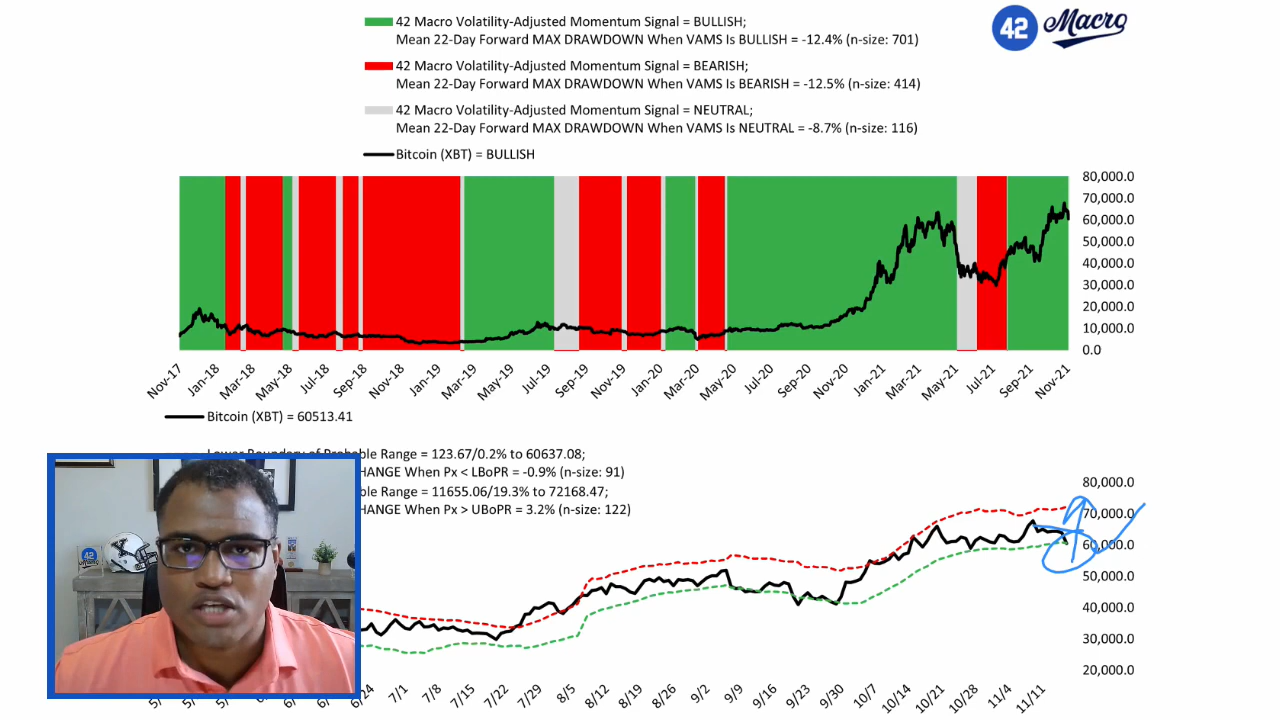 42 Macro Volatility-Adjusted Momentum Signal = BULLISH;
Mean 22-Day Forward MAX DRAWDOWN When VAMS Is BULLISH = -12.4% (n-size: 701)
42 Macro Volatility-Adjusted Momentum Signal = BEARISH;
Mean 22-Day Forward MAX DRAWDOWN When VAMS Is BEARISH = -12.5% (n-size: 414)
42 Macro Volatility-Adjusted Momentum Signal = NEUTRAL;
Mean 22-Day Forward MAX DRAWDOWN When VAMS Is NEUTRAL = -8.7% (n-size: 116)
Bitcoin (XBT) = BULLISH
42 Macro
80,000.0
70,000.0
60,000.0
50,000.0
40,000.0
30,000.0
20,000.0
10,000.0
0.0
Nov-17 Jan-18 Mar-18 May-18 Jul-18 Sep-18 Nov-18 Jan-19 Mar-19 May-19 Jul-19 Sep-19 Nov-19 Jan-20 Mar-20 May-20 Jul-20 Sep-20 Nov-20 Jan-21 Mar-21 May-21 Jul-21 Sep-21 Nov-21
Bitcoin (XBT) = 60513.41
Lower Boundary of Probable Range = 123.67/0.2% to 60637.08;
HANGE When Px < LBoPR = -0.9% (n-size: 91)
ble Range = 11655.06/19.3% to 72168.47;
HANGE When Px > UBoPR = 3.2% (n-size: 122)
80,000.0
70,000.0
60,000.0
50,000.0
40,000.0
30,000.0
20,000.0
42
MACRO
/24 7/1 7/8 7/15 7/22 7/29 8/5 8/12 8/19 8/26 9/2 9/9 9/16 9/23 9/30 10/7 10/14 10/21 10/28 11/4 11/11